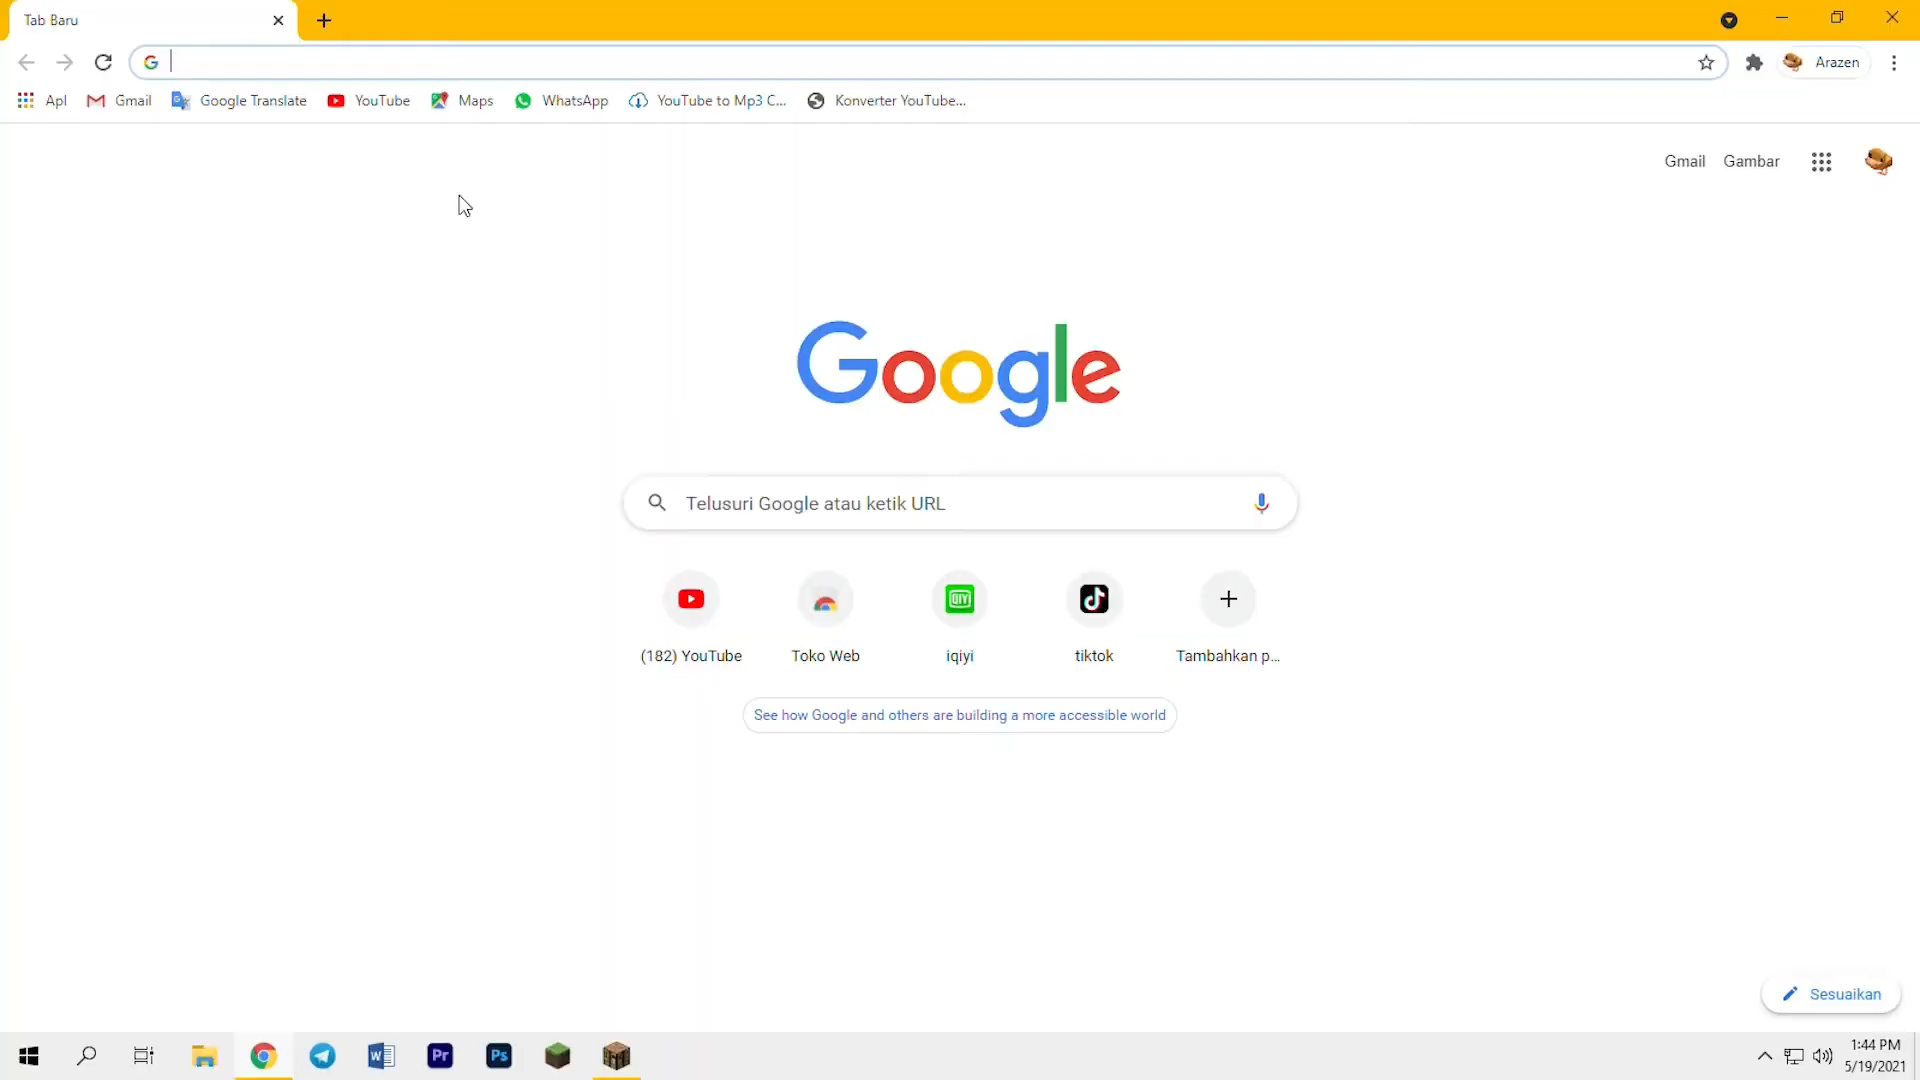 Tab Baru
Arazen
Apl Gmail Google Translate YouTube Maps WhatsApp YouTube to Mp3 C... Konverter YouTube...
Gmail Gambar
Google
Telusuri Google atau ketik URL
(182) YouTube Toko Web iqiyi tiktok Tambahkan p...
See how Google and others are building a more accessible world
Sesuaikan
Pr Ps
1:44 PM
5/19/2021